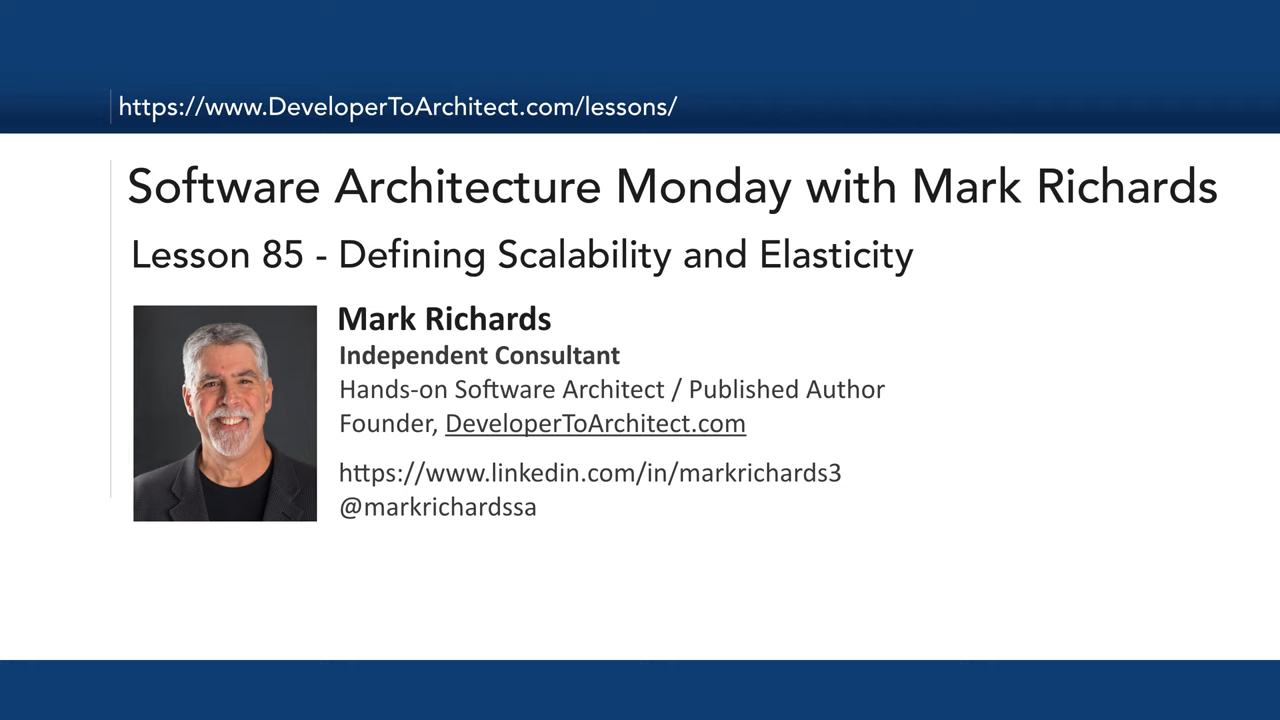 https://www.DeveloperToArchitect.com/lessons/
Software Architecture Monday with Mark Richards
Lesson 85 - Defining Scalability and Elasticity
Mark Richards
Independent Consultant
Hands-on Software Architect / Published Author
Founder, DeveloperToArchitect.com
https://www.linkedin.com/in/markrichards3
@markrichardssa